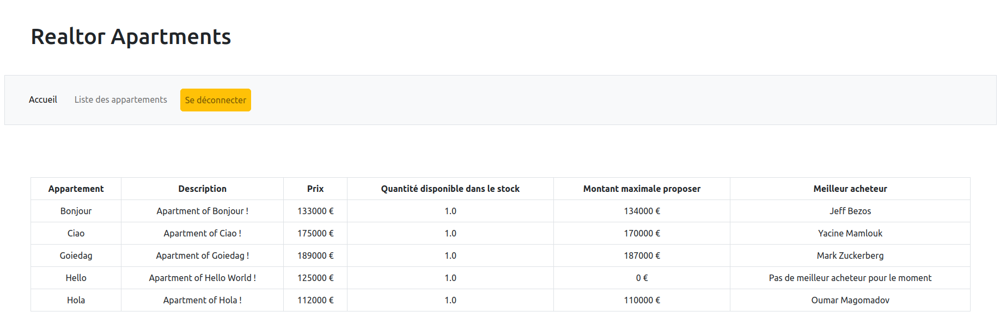 Realtor Apartments
Accueil Liste des appartements Se déconnecter
Appartement Description Prix Quantité disponible dans le stock Montant maximale proposer Meilleur acheteur
Bonjour Apartment of Bonjour ! 133000 € 1.0 134000 € Jeff Bezos
Ciao Apartment of Ciao ! 175000 € 1.0 170000 € Yacine Mamlouk
Goiedag Apartment of Goiedag ! 189000 € 1.0 187000 € Mark Zuckerberg
Hello Apartment of Hello World ! 125000 € 1.0 0 € Pas de meilleur acheteur pour le moment
Hola Apartment of Hola ! 112000 € 1.0 110000 € Oumar Magomadov